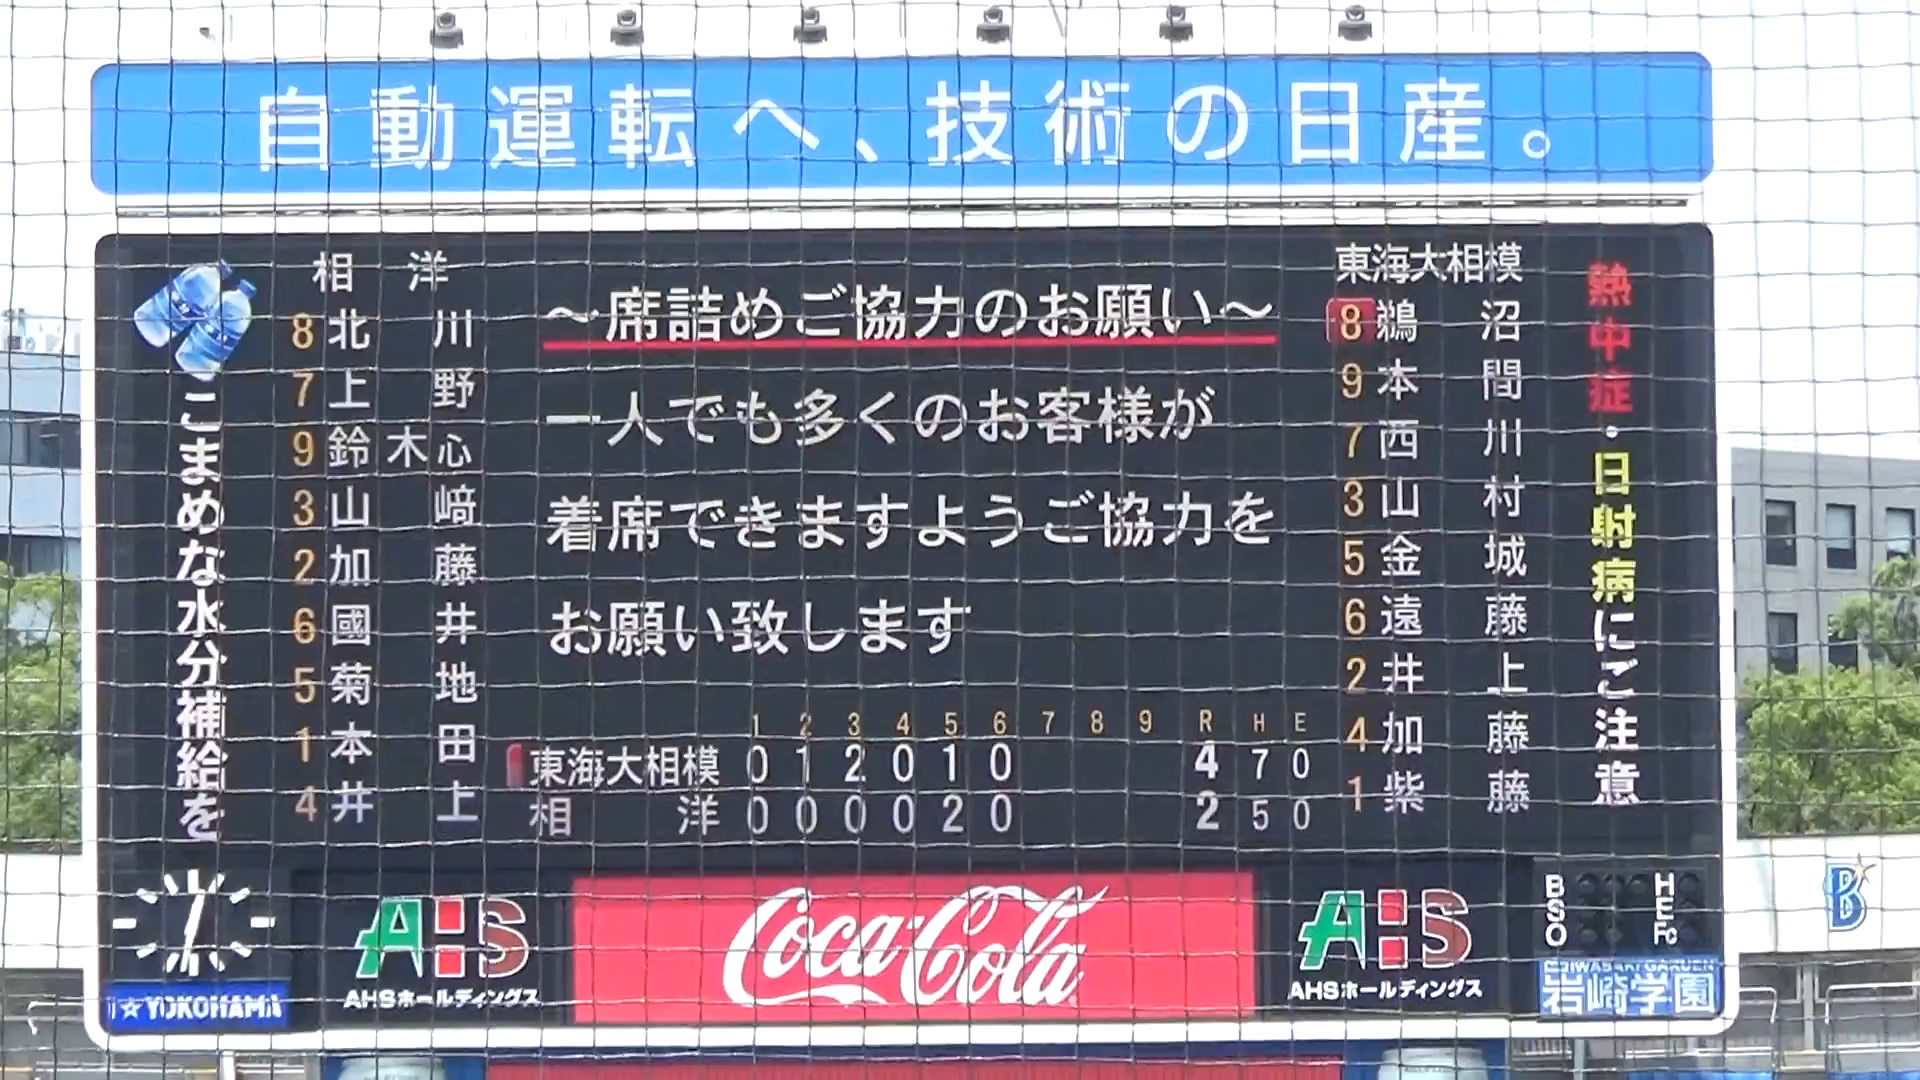 自動運転へ、技術の日産。
こまめな水分補給を
相洋
8 北川
7 上野
9 鈴木心
3 山﨑
2 加藤
6 國井
5 菊地
1 本田
4 井上
～席詰めご協力のお願い～
一人でも多くのお客様が
着席できますようご協力を
お願い致します
1 2 3 4 5 6 7 8 9 R H E
東海大相模 0 1 2 0 1 0 4 7 0
相洋 0 0 0 0 2 0 2 5 0
東海大相模
8 鵜沼
9 本間
7 西川
3 山村
5 金城
6 遠藤
2 井上
4 加藤
1 紫藤
熱中症・日射病にご注意
☆YOKOHAMA
AHS
AHSホールディングス
Coca-Cola
AHS
AHSホールディングス
B H
S E
O Fc
IWASAKI GAKUEN
岩崎学園
B